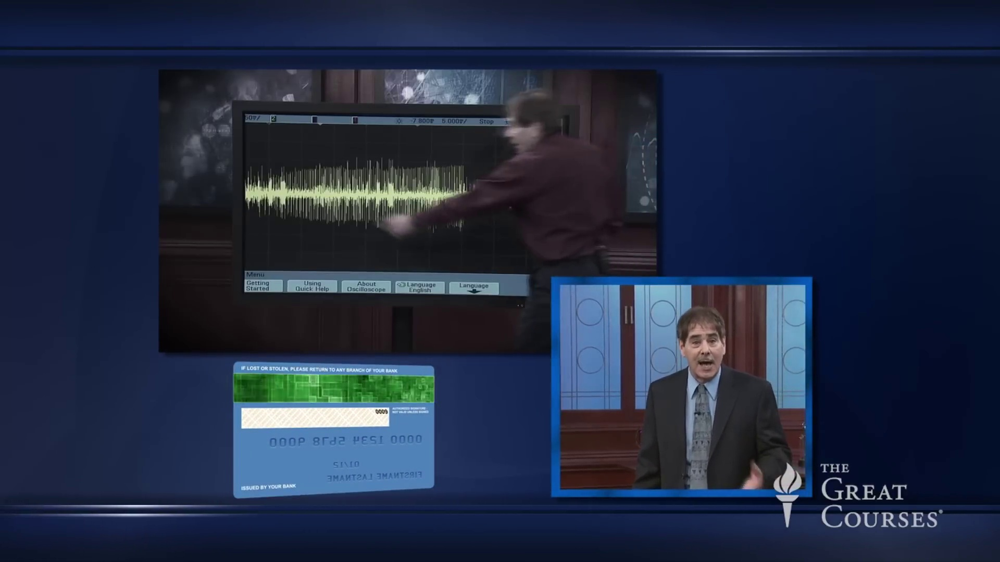 50▽/ 2 -7.800▽ 5.000▽/ Stop
Menu
Getting Started
Using Quick Help
About Oscilloscope
Language English
Language
IF LOST OR STOLEN, PLEASE RETURN TO ANY BRANCH OF YOUR BANK
0009
AUTHORIZED SIGNATURE
NOT VALID UNLESS SIGNED
0000 1234 5678 9000
01/12
FIRSTNAME LASTNAME
ISSUED BY YOUR BANK
THE
GREAT
COURSES®